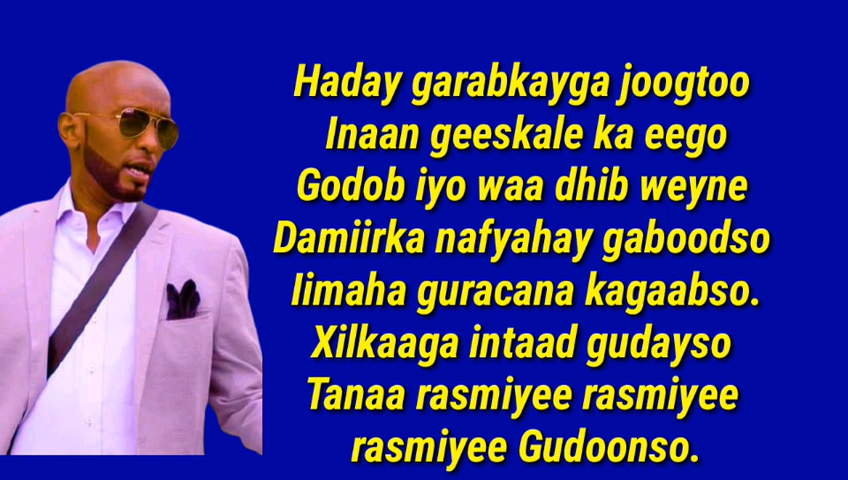 Haday garabkayga joogtoo
Inaan geeskale ka eego
Godob iyo waa dhib weyne
Damiirka nafyahay gaboodso
Iimaha guracana kagaabso.
Xilkaaga intaad gudayso
Tanaa rasmiyee rasmiyee
rasmiyee Gudoonso.